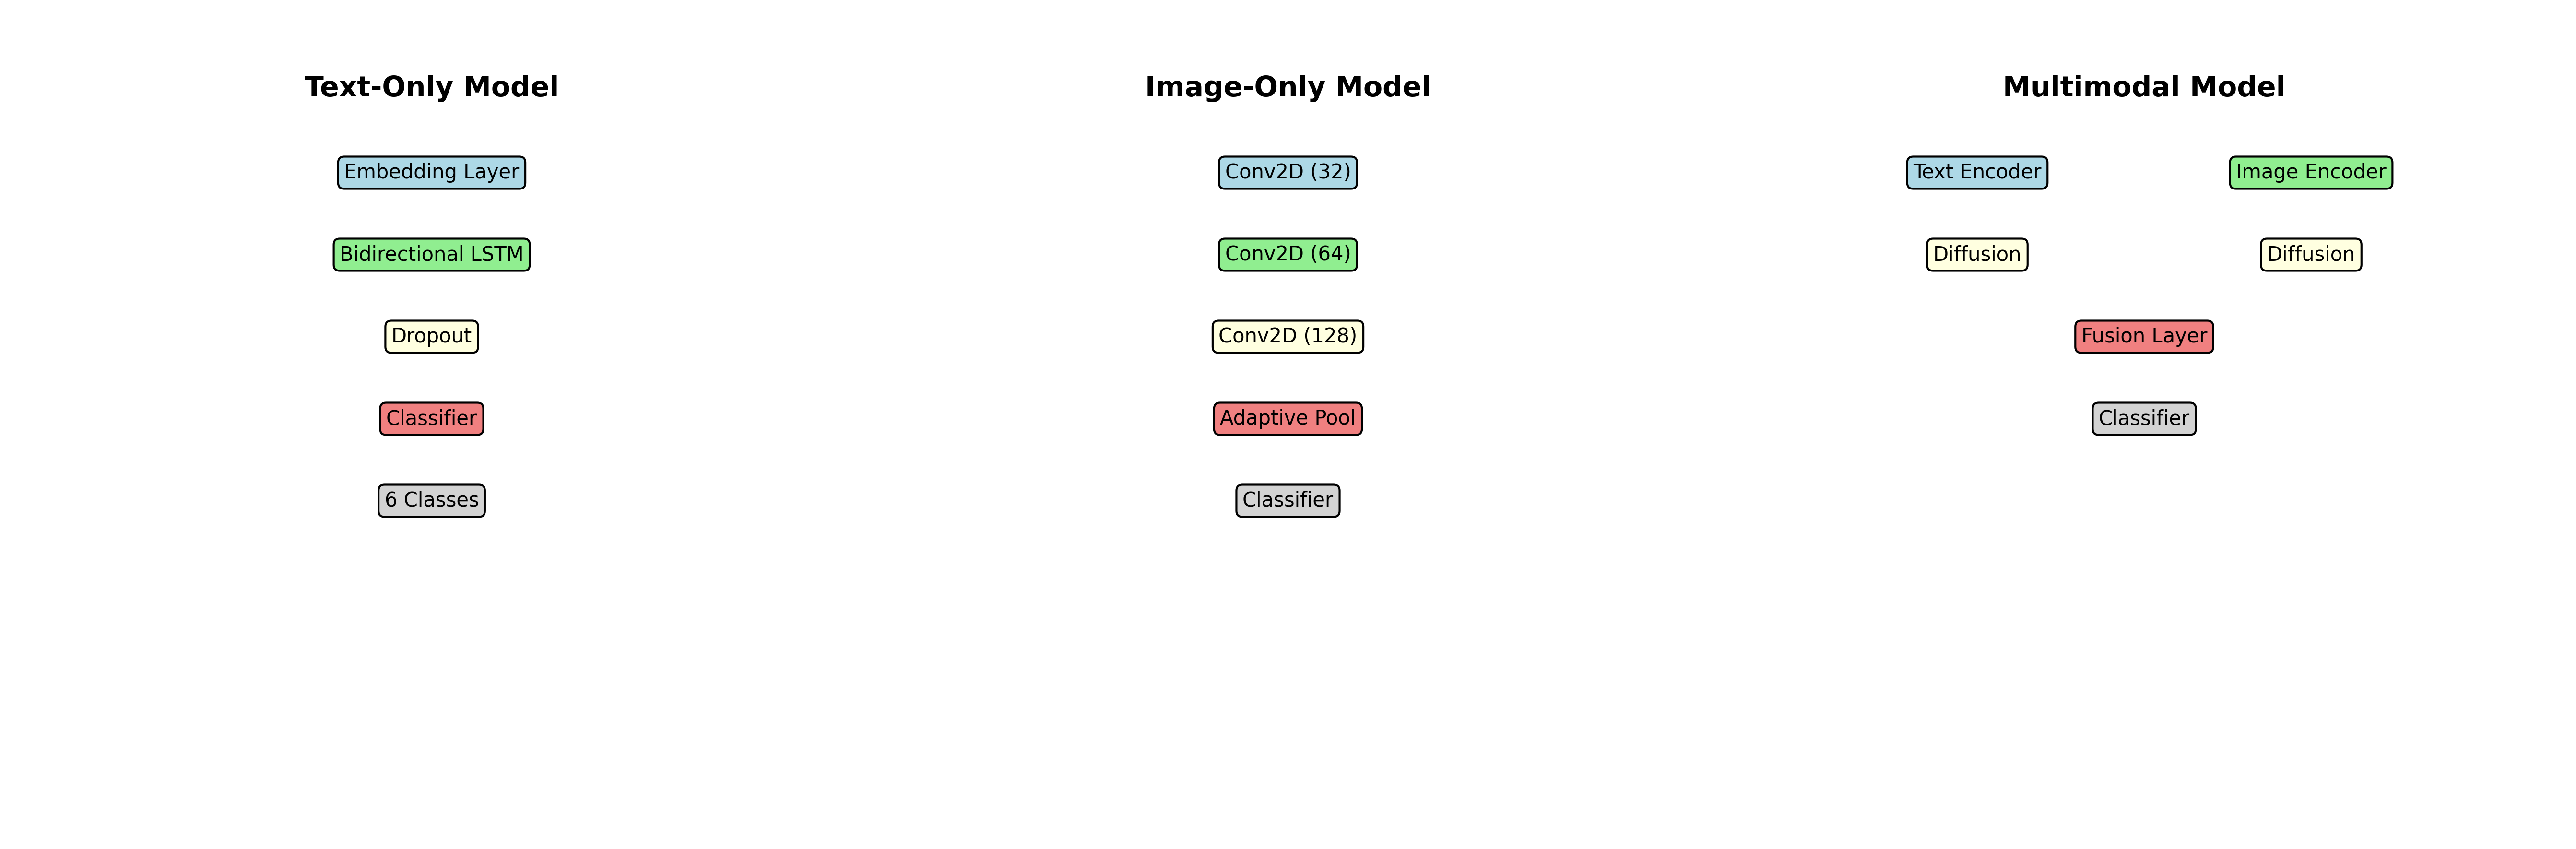 Text-Only Model
Embedding Layer
Bidirectional LSTM
Dropout
Classifier
6 Classes
Image-Only Model
Conv2D (32)
Conv2D (64)
Conv2D (128)
Adaptive Pool
Classifier
Multimodal Model
Text Encoder
Image Encoder
Diffusion
Diffusion
Fusion Layer
Classifier